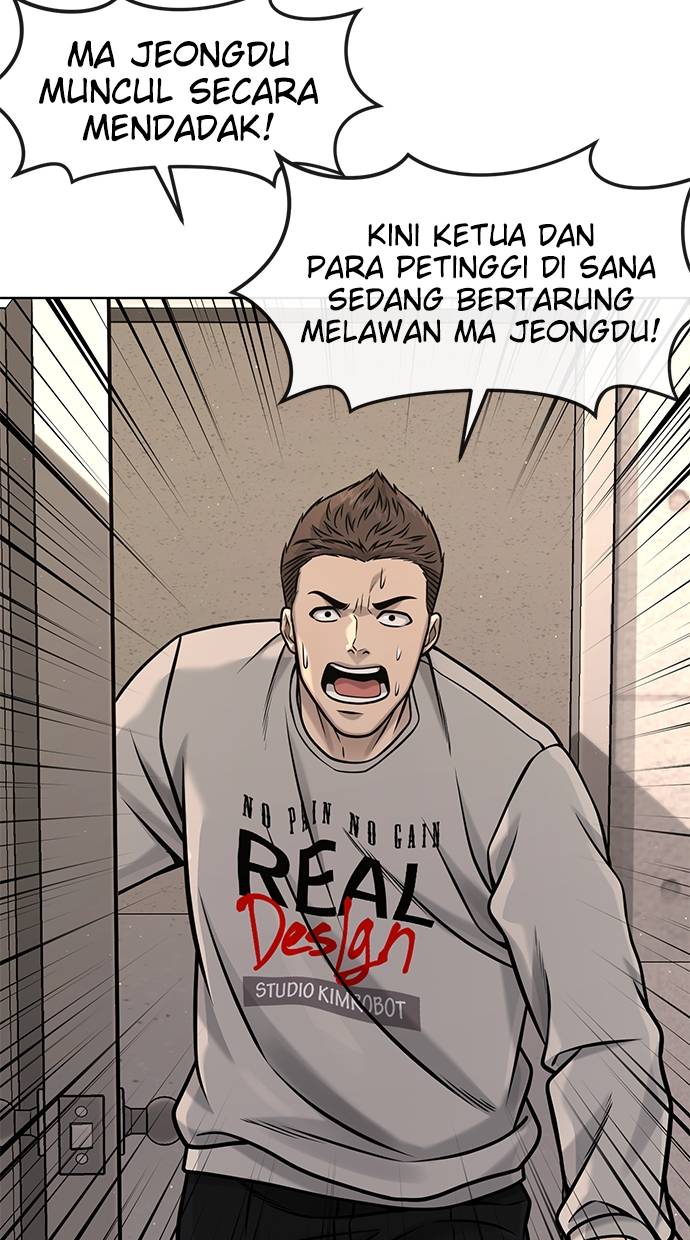 MA JEONGDU
MUNCUL SECARA
MENDADAK!
KINI KETUA DAN
PARA PETINGGI DI SANA
SEDANG BERTARUNG
MELAWAN MA JEONGDU!
NO PAIN NO GAIN
REAL
Design
STUDIO KIMROBOT